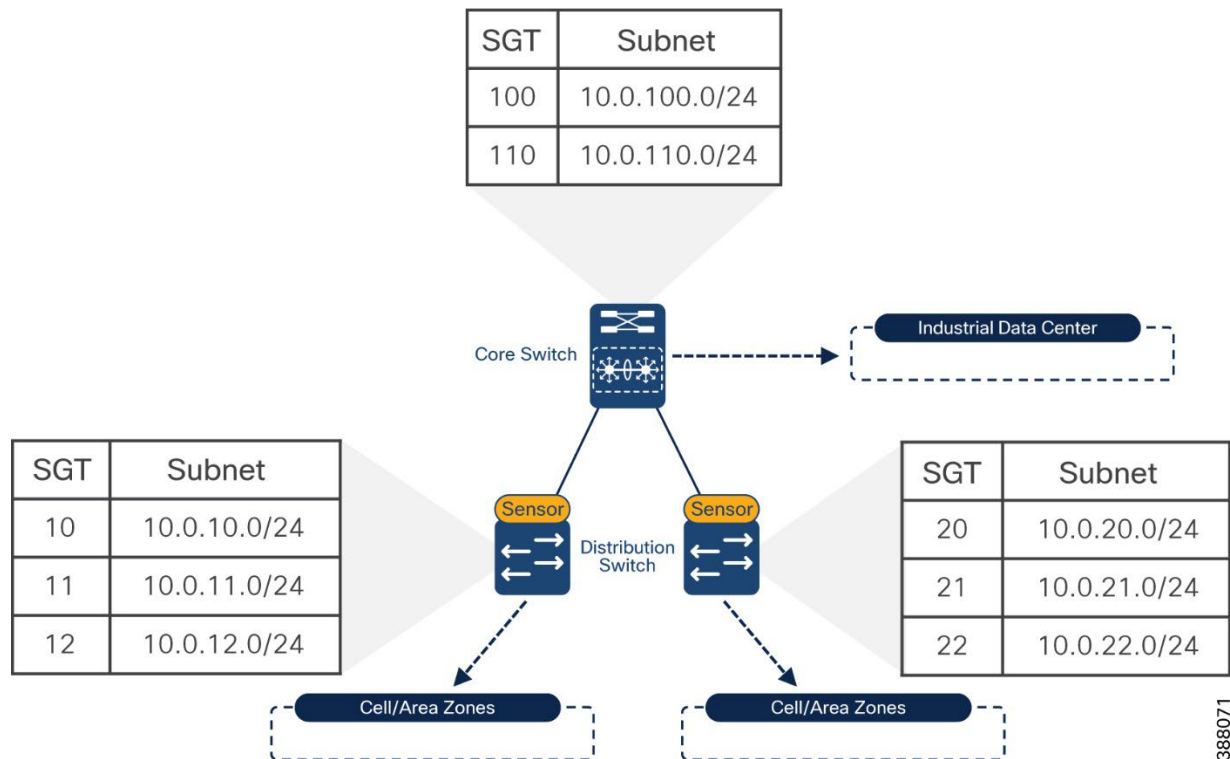 SGT Subnet
100 10.0.100.0/24
110 10.0.110.0/24
Core Switch
Industrial Data Center
SGT Subnet
10 10.0.10.0/24
11 10.0.11.0/24
12 10.0.12.0/24
Sensor
Sensor
Distribution
Switch
SGT Subnet
20 10.0.20.0/24
21 10.0.21.0/24
22 10.0.22.0/24
Cell/Area Zones
Cell/Area Zones
388071